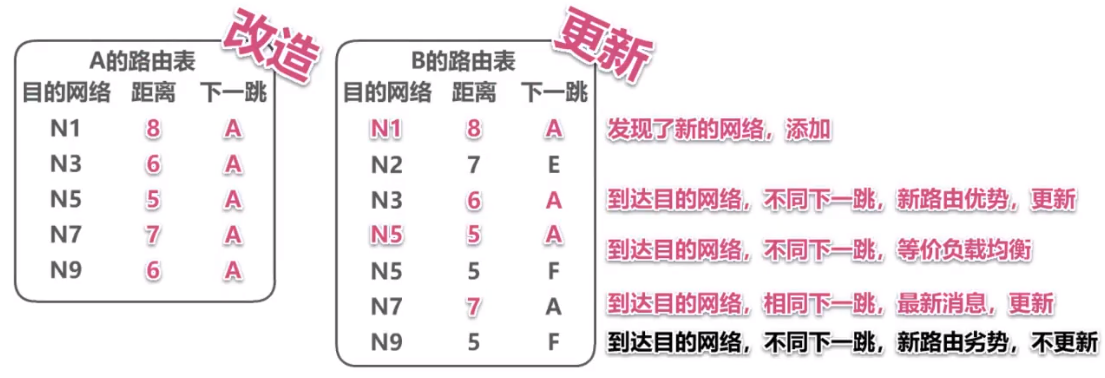 改造
A的路由表
目的网络 距离 下一跳
N1 8 A
N3 6 A
N5 5 A
N7 7 A
N9 6 A
更新
B的路由表
目的网络 距离 下一跳
N1 8 A 发现了新的网络，添加
N2 7 E
N3 6 A 到达目的网络，不同下一跳，新路由优势，更新
N5 5 A 到达目的网络，不同下一跳，等价负载均衡
N5 5 F
N7 7 A 到达目的网络，相同下一跳，最新消息，更新
N9 5 F 到达目的网络，不同下一跳，新路由劣势，不更新